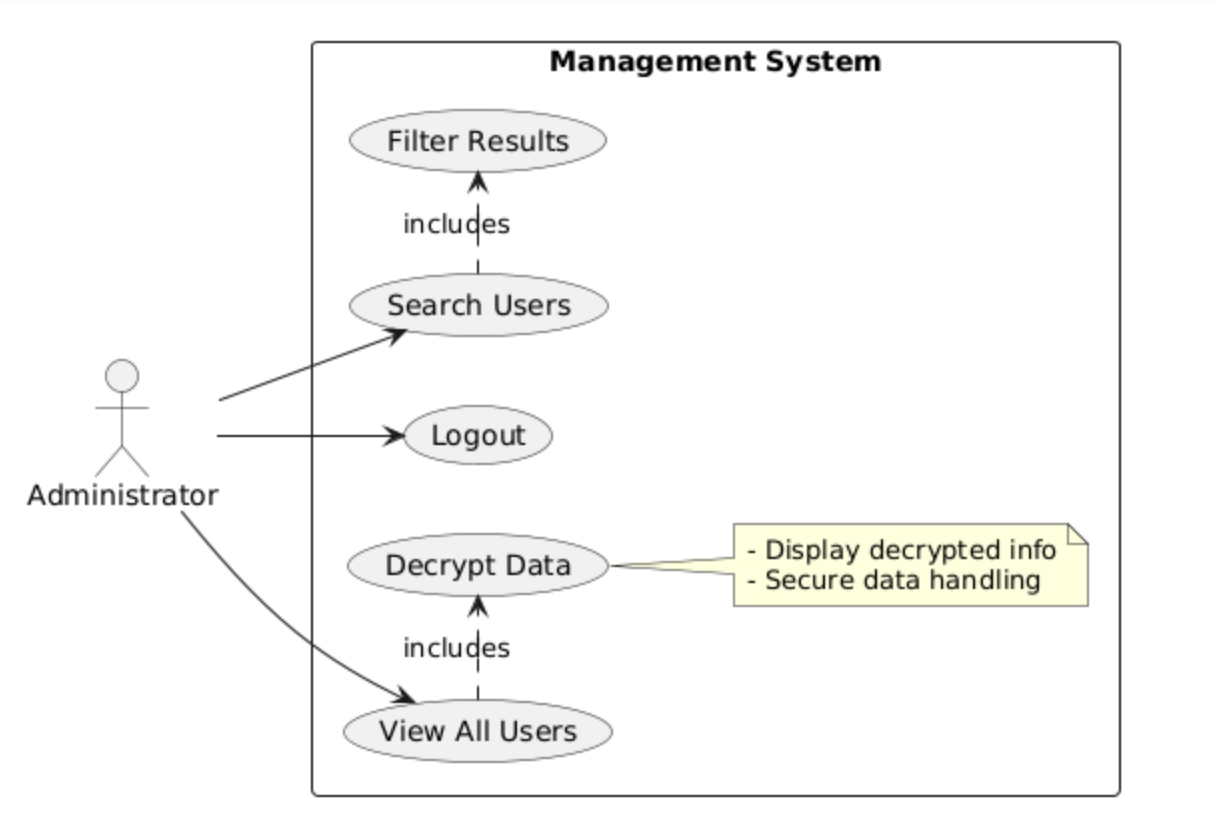 Management System
Filter Results
includes
Search Users
Logout
Administrator
Decrypt Data
- Display decrypted info
- Secure data handling
includes
View All Users